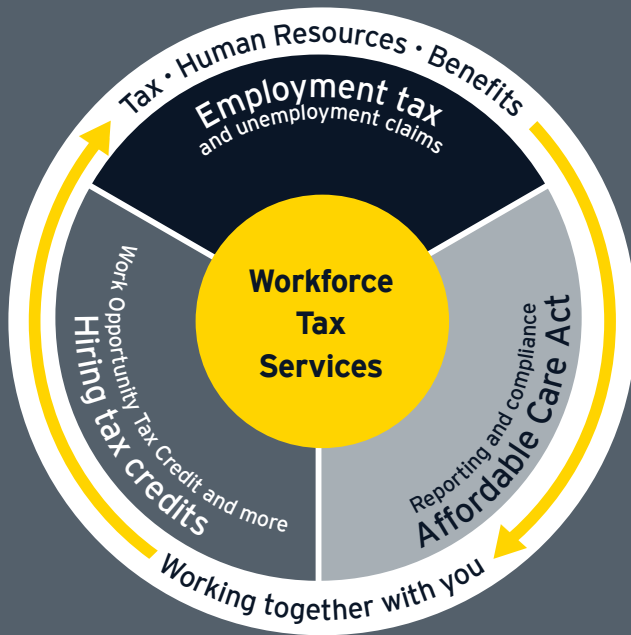 Tax · Human Resources · Benefits
Employment tax
and unemployment claims
Workforce
Tax
Services
Work Opportunity Tax Credit and more
Hiring tax credits
Reporting and compliance
Affordable Care Act
Working together with you